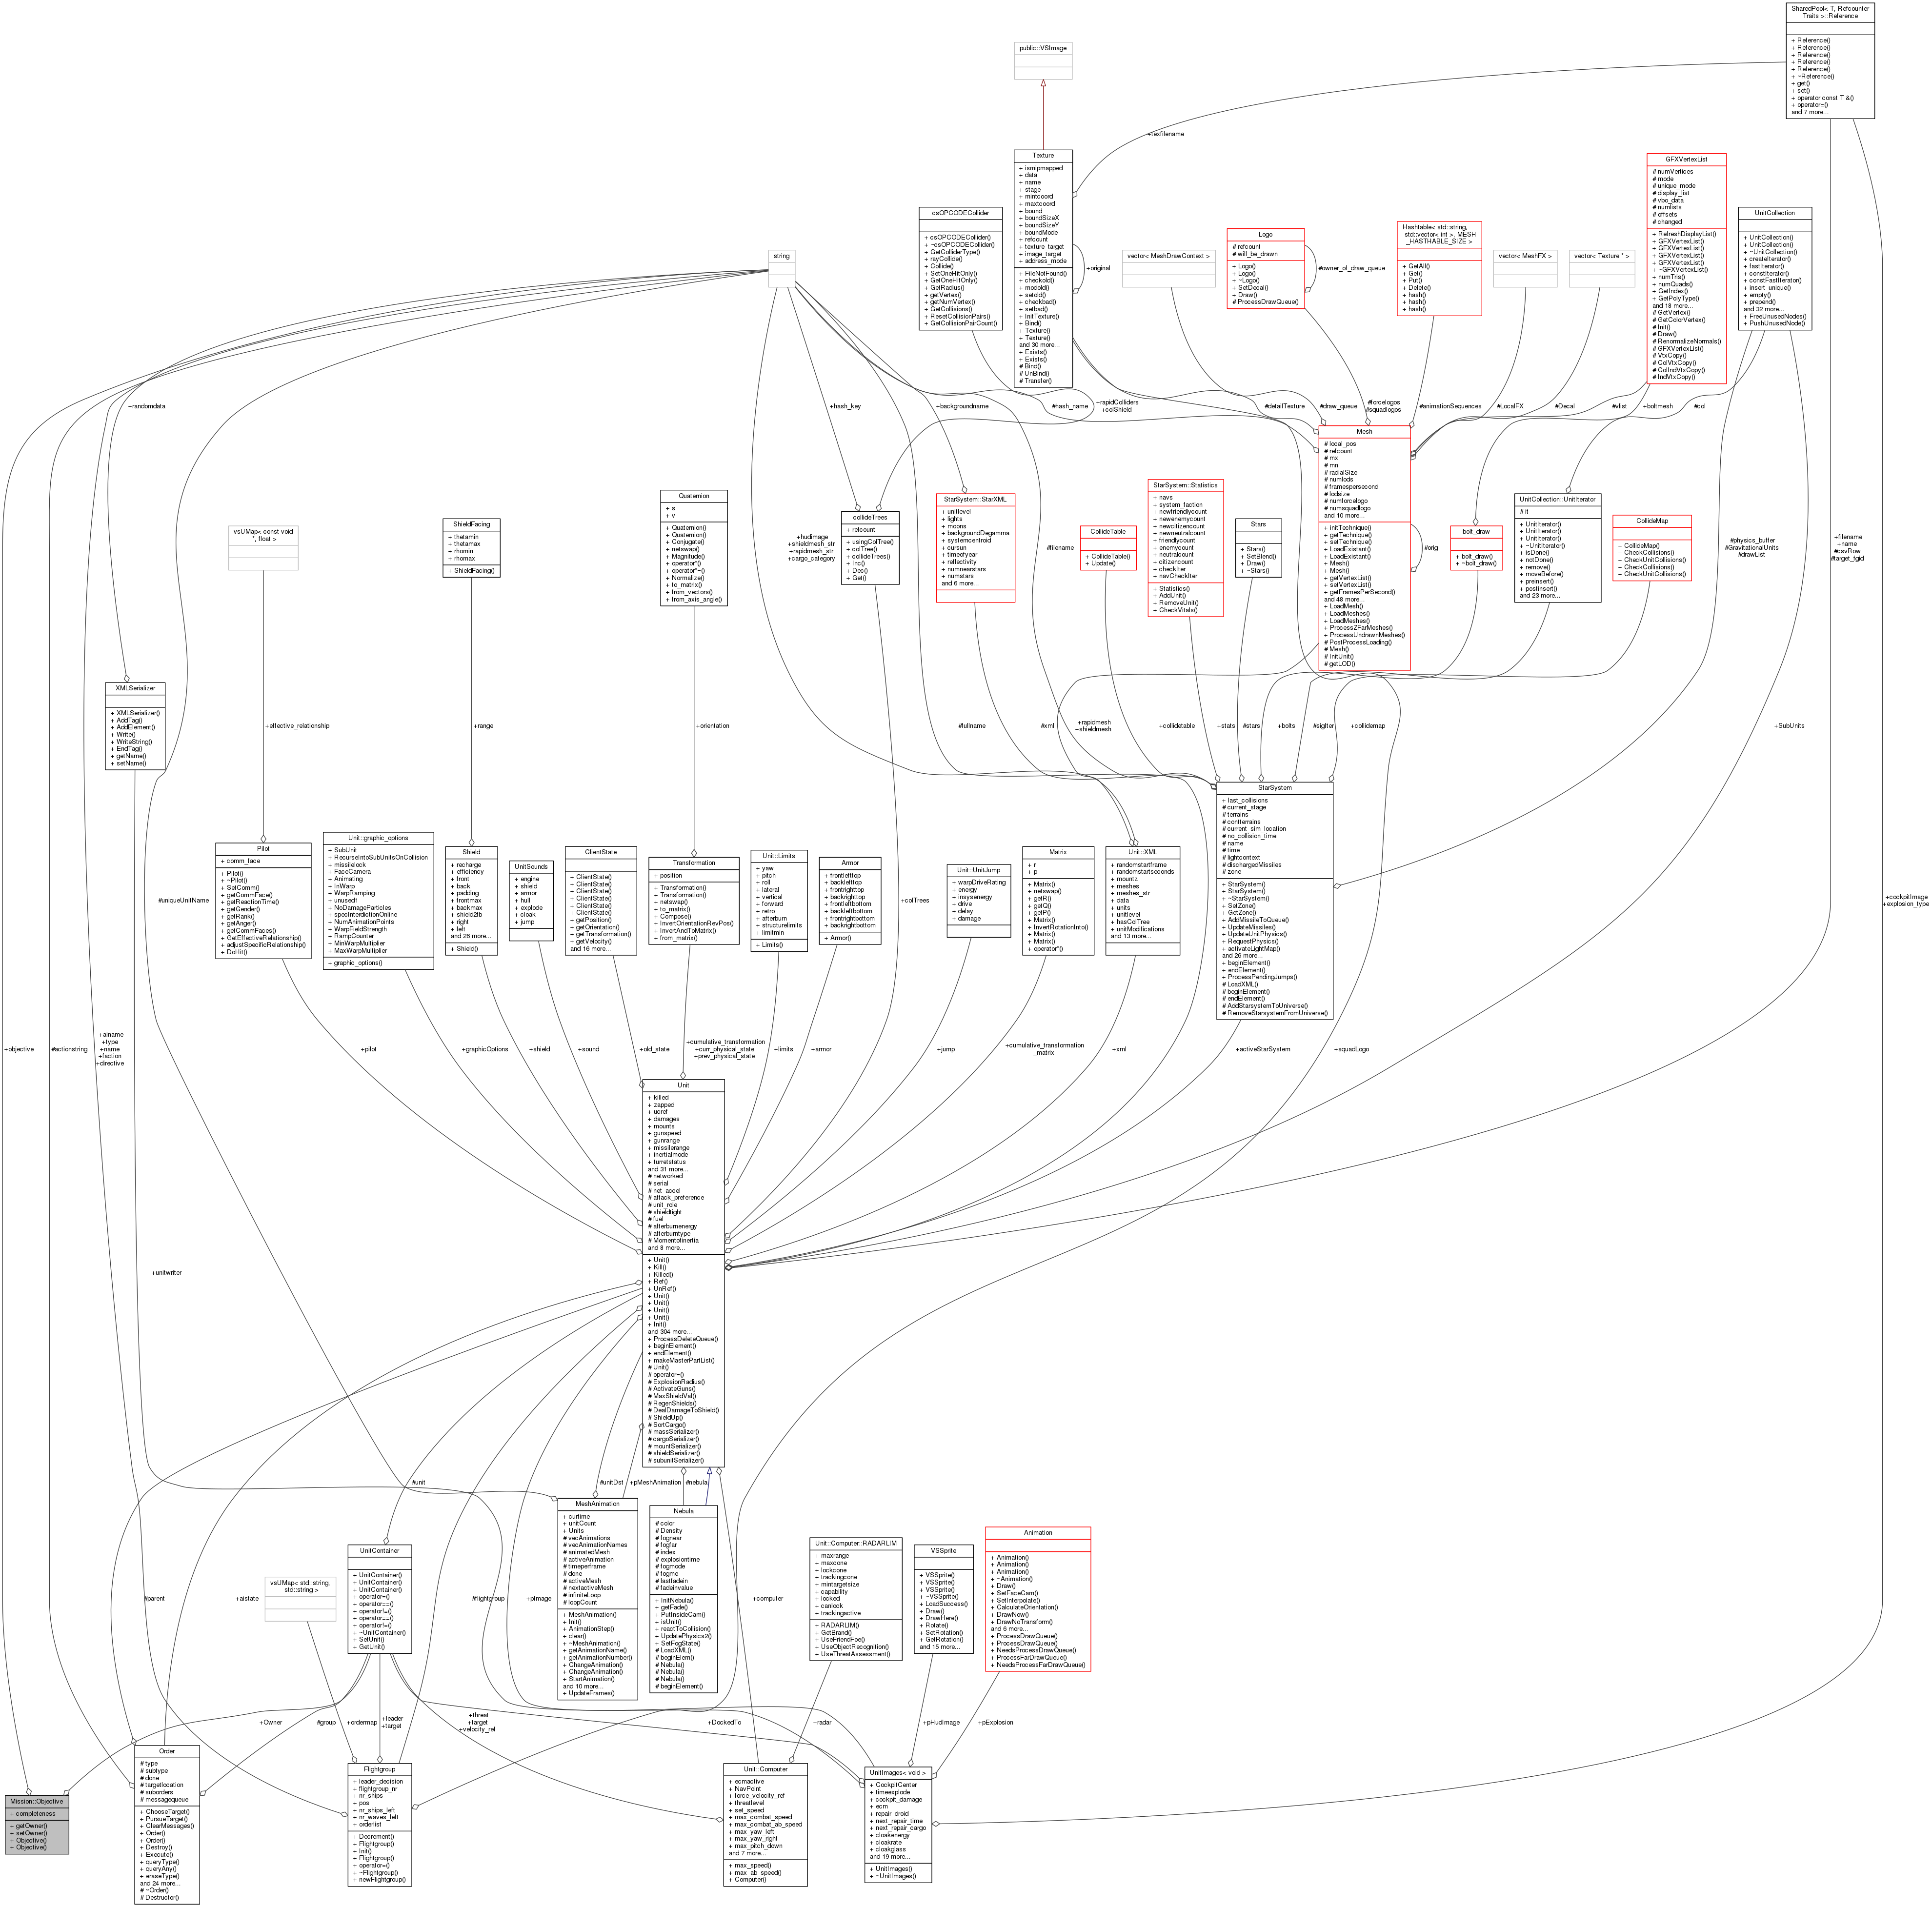 SharedPool< T, Refcounter
Traits >::Reference
+ Reference()
+ Reference()
+ Reference()
+ Reference()
+ Reference()
+ ~Reference()
+ get()
+ set()
+ operator const T &()
+ operator=()
and 7 more...
public::VSImage
+texfilename
Texture
+ ismipmapped
+ data
+ name
+ stage
+ mintcoord
+ maxtcoord
+ bound
+ boundSizeX
+ boundSizeY
+ boundMode
+ refcount
+ texture_target
+ image_target
+ address_mode
+ FileNotFound()
+ checkold()
+ modold()
+ setold()
+ checkbad()
+ setbad()
+ InitTexture()
+ Bind()
+ Texture()
+ Texture()
and 30 more...
+ Exists()
+ Exists()
# Bind()
# UnBind()
# Transfer()
+original
GFXVertexList
# numVertices
# mode
# unique_mode
# display_list
# vbo_data
# numlists
# offsets
# changed
+ RefreshDisplayList()
+ GFXVertexList()
+ GFXVertexList()
+ GFXVertexList()
+ GFXVertexList()
+ ~GFXVertexList()
+ numTris()
+ numQuads()
+ GetIndex()
+ GetPolyType()
and 18 more...
# GetVertex()
# GetColorVertex()
# Init()
# Draw()
# RenormalizeNormals()
# GFXVertexList()
# VtxCopy()
# ColVtxCopy()
# ColIndVtxCopy()
# IndVtxCopy()
csOPCODECollider
+ csOPCODECollider()
+ ~csOPCODECollider()
+ GetColliderType()
+ rayCollide()
+ Collide()
+ SetOneHitOnly()
+ GetOneHitOnly()
+ GetRadius()
+ getVertex()
+ getNumVertex()
+ GetCollisions()
+ ResetCollisionPairs()
+ GetCollisionPairCount()
UnitCollection
+ UnitCollection()
+ UnitCollection()
+ ~UnitCollection()
+ createIterator()
+ fastIterator()
+ constIterator()
+ constFastIterator()
+ insert_unique()
+ empty()
+ prepend()
and 32 more...
+ FreeUnusedNodes()
+ PushUnusedNode()
Logo
# refcount
# will_be_drawn
+ Logo()
+ Logo()
+ ~Logo()
+ SetDecal()
+ Draw()
# ProcessDrawQueue()
#owner_of_draw_queue
Hashtable< std::string,
std::vector< int >, MESH
_HASTHABLE_SIZE >
+ GetAll()
+ Get()
+ Put()
+ Delete()
+ hash()
+ hash()
+ hash()
string
vector< MeshDrawContext >
vector< MeshFX >
vector< Texture * >
+randomdata
+hash_key
+backgroundname
#hash_name
+rapidColliders
+colShield
#detailTexture
#draw_queue
#forcelogos
#squadlogos
#animationSequences
#LocalFX
#Decal
#vlist
+boltmesh
#col
Mesh
# local_pos
# refcount
# mx
# mn
# radialSize
# numlods
# framespersecond
# lodsize
# numforcelogo
# numsquadlogo
and 10 more...
+ initTechnique()
+ getTechnique()
+ setTechnique()
+ LoadExistant()
+ LoadExistant()
+ Mesh()
+ Mesh()
+ getVertexList()
+ setVertexList()
+ getFramesPerSecond()
and 48 more...
+ LoadMesh()
+ LoadMeshes()
+ LoadMeshes()
+ ProcessZFarMeshes()
+ ProcessUndrawnMeshes()
# PostProcessLoading()
# Mesh()
# InitUnit()
# getLOD()
#orig
Quaternion
+ s
+ v
+ Quaternion()
+ Quaternion()
+ Conjugate()
+ netswap()
+ Magnitude()
+ operator*()
+ operator*=()
+ Normalize()
+ to_matrix()
+ from_vectors()
+ from_axis_angle()
StarSystem::StarXML
+ unitlevel
+ lights
+ moons
+ backgroundDegamma
+ systemcentroid
+ cursun
+ timeofyear
+ reflectivity
+ numnearstars
+ numstars
and 6 more...
StarSystem::Statistics
+ navs
+ system_faction
+ newfriendlycount
+ newenemycount
+ newcitizencount
+ newneutralcount
+ friendlycount
+ enemycount
+ neutralcount
+ citizencount
+ checkIter
+ navCheckIter
+ Statistics()
+ AddUnit()
+ RemoveUnit()
+ CheckVitals()
UnitCollection::UnitIterator
# it
+ UnitIterator()
+ UnitIterator()
+ UnitIterator()
+ ~UnitIterator()
+ isDone()
+ notDone()
+ remove()
+ moveBefore()
+ preinsert()
+ postinsert()
and 23 more...
vsUMap< const void
*, float >
ShieldFacing
+ thetamin
+ thetamax
+ rhomin
+ rhomax
+ ShieldFacing()
collideTrees
+ refcount
+ usingColTree()
+ colTree()
+ collideTrees()
+ Inc()
+ Dec()
+ Get()
CollideTable
+ CollideTable()
+ Update()
Stars
+ Stars()
+ SetBlend()
+ Draw()
+ ~Stars()
bolt_draw
+ bolt_draw()
+ ~bolt_draw()
CollideMap
+ CollideMap()
+ CheckCollisions()
+ CheckUnitCollisions()
+ CheckCollisions()
+ CheckUnitCollisions()
+hudImage
+shieldmesh_str
+rapidmesh_str
+cargo_category
#filename
#physics_buffer
#GravitationalUnits
#drawList
+filename
+name
#csvRow
#target_fgid
XMLSerializer
+ XMLSerializer()
+ AddTag()
+ AddElement()
+ Write()
+ WriteString()
+ EndTag()
+ getName()
+ setName()
+effective_relationship
+range
+orientation
#fullname
#xml
+rapidmesh
+shieldmesh
+collidetable
+stats
#stars
+bolts
#sigIter
+collidemap
+SubUnits
StarSystem
+ last_collisions
# current_stage
# terrains
# contterrains
# current_sim_location
# no_collision_time
# name
# time
# lightcontext
# dischargedMissiles
# zone
+ StarSystem()
+ StarSystem()
+ ~StarSystem()
+ SetZone()
+ GetZone()
+ AddMissileToQueue()
+ UpdateMissiles()
+ UpdateUnitPhysics()
+ RequestPhysics()
+ activateLightMap()
and 26 more...
+ beginElement()
+ endElement()
+ ProcessPendingJumps()
# LoadXML()
# beginElement()
# endElement()
# AddStarsystemToUniverse()
# RemoveStarsystemFromUniverse()
#uniqueUnitName
Pilot
+ comm_face
+ Pilot()
+ ~Pilot()
+ SetComm()
+ getCommFace()
+ getReactionTime()
+ getGender()
+ getRank()
+ getAnger()
+ getCommFaces()
+ GetEffectiveRelationship()
+ adjustSpecificRelationship()
+ DoHit()
Unit::graphic_options
+ SubUnit
+ RecurseIntoSubUnitsOnCollision
+ missilelock
+ FaceCamera
+ Animating
+ InWarp
+ WarpRamping
+ unused1
+ NoDamageParticles
+ specInterdictionOnline
+ NumAnimationPoints
+ WarpFieldStrength
+ RampCounter
+ MinWarpMultiplier
+ MaxWarpMultiplier
+ graphic_options()
Shield
+ recharge
+ efficiency
+ front
+ back
+ padding
+ frontmax
+ backmax
+ shield2fb
+ right
+ left
and 26 more...
+ Shield()
UnitSounds
+ engine
+ shield
+ armor
+ hull
+ explode
+ cloak
+ jump
ClientState
+ ClientState()
+ ClientState()
+ ClientState()
+ ClientState()
+ ClientState()
+ ClientState()
+ getPosition()
+ getOrientation()
+ getTransformation()
+ getVelocity()
and 16 more...
Transformation
+ position
+ Transformation()
+ Transformation()
+ netswap()
+ to_matrix()
+ Compose()
+ InvertOrientationRevPos()
+ InvertAndToMatrix()
+ from_matrix()
Unit::Limits
+ yaw
+ pitch
+ roll
+ lateral
+ vertical
+ forward
+ retro
+ afterburn
+ structurelimits
+ limitmin
+ Limits()
Armor
+ frontlefttop
+ backlefttop
+ frontrighttop
+ backrighttop
+ frontleftbottom
+ backleftbottom
+ frontrightbottom
+ backrightbottom
+ Armor()
+colTrees
Unit::UnitJump
+ warpDriveRating
+ energy
+ insysenergy
+ drive
+ delay
+ damage
Matrix
+ r
+ p
+ Matrix()
+ netswap()
+ getR()
+ getQ()
+ getP()
+ Matrix()
+ InvertRotationInto()
+ Matrix()
+ Matrix()
+ operator*()
Unit::XML
+ randomstartframe
+ randomstartseconds
+ mountz
+ meshes
+ meshes_str
+ data
+ units
+ unitlevel
+ hasColTree
+ unitModifications
and 13 more...
+cockpitImage
+explosion_type
+objective
#actionstring
+ainame
+type
+name
+faction
+directive
+pilot
+graphicOptions
+shield
+sound
+old_state
+cumulative_transformation
+curr_physical_state
+prev_physical_state
+limits
+armor
+jump
+cumulative_transformation
_matrix
+xml
+activeStarSystem
+squadLogo
Unit
+ killed
+ zapped
+ ucref
+ damages
+ mounts
+ gunspeed
+ gunrange
+ missilerange
+ inertialmode
+ turretstatus
and 31 more...
# networked
# serial
# net_accel
# attack_preference
# unit_role
# shieldtight
# fuel
# afterburnenergy
# afterburntype
# MomentofInertia
and 8 more...
+ Unit()
+ Kill()
+ Killed()
+ Ref()
+ UnRef()
+ Unit()
+ Unit()
+ Unit()
+ Unit()
+ Init()
and 304 more...
+ ProcessDeleteQueue()
+ beginElement()
+ endElement()
+ makeMasterPartList()
# Unit()
# operator=()
# ExplosionRadius()
# ActivateGuns()
# MaxShieldVal()
# RegenShields()
# DealDamageToShield()
# ShieldUp()
# SortCargo()
# massSerializer()
# cargoSerializer()
# mountSerializer()
# shieldSerializer()
# subunitSerializer()
+unitwriter
#unit
#unitDst
+pMeshAnimation
#nebula
MeshAnimation
+ curtime
+ unitCount
+ Units
# vecAnimations
# vecAnimationNames
# animatedMesh
# activeAnimation
# timeperframe
# done
# activeMesh
# nextactiveMesh
# infiniteLoop
# loopCount
+ MeshAnimation()
+ Init()
+ AnimationStep()
+ clear()
+ ~MeshAnimation()
+ getAnimationName()
+ getAnimationNumber()
+ ChangeAnimation()
+ ChangeAnimation()
+ StartAnimation()
and 10 more...
+ UpdateFrames()
Nebula
# color
# Density
# fognear
# fogfar
# index
# explosiontime
# fogmode
# fogme
# lastfadein
# fadeinvalue
+ InitNebula()
+ getFade()
+ PutInsideCam()
+ isUnit()
+ reactToCollision()
+ UpdatePhysics2()
+ SetFogState()
# LoadXML()
# beginElem()
# Nebula()
# Nebula()
# Nebula()
# beginElement()
Unit::Computer::RADARLIM
+ maxrange
+ maxcone
+ lockcone
+ trackingcone
+ mintargetsize
+ capability
+ locked
+ canlock
+ trackingactive
+ RADARLIM()
+ GetBrand()
+ UseFriendFoe()
+ UseObjectRecognition()
+ UseThreatAssessment()
VSSprite
+ VSSprite()
+ VSSprite()
+ VSSprite()
+ ~VSSprite()
+ LoadSuccess()
+ Draw()
+ DrawHere()
+ Rotate()
+ SetRotation()
+ GetRotation()
and 15 more...
Animation
+ Animation()
+ Animation()
+ Animation()
+ ~Animation()
+ Draw()
+ SetFaceCam()
+ SetInterpolate()
+ CalculateOrientation()
+ DrawNow()
+ DrawNoTransform()
and 6 more...
+ ProcessDrawQueue()
+ ProcessDrawQueue()
+ NeedsProcessDrawQueue()
+ ProcessFarDrawQueue()
+ NeedsProcessFarDrawQueue()
UnitContainer
+ UnitContainer()
+ UnitContainer()
+ UnitContainer()
+ operator=()
+ operator==()
+ operator!=()
+ operator==()
+ operator!=()
+ ~UnitContainer()
+ SetUnit()
+ GetUnit()
vsUMap< std::string,
std::string >
#parent
+aistate
#flightgroup
+pImage
+computer
+Owner
#group
+ordermap
+leader
+target
+threat
+target
+velocity_ref
+DockedTo
+radar
+pHudImage
+pExplosion
Mission::Objective
+ completeness
+ getOwner()
+ setOwner()
+ Objective()
+ Objective()
Order
# type
# subtype
# done
# targetlocation
# suborders
# messagequeue
+ ChooseTarget()
+ PursueTarget()
+ ClearMessages()
+ Order()
+ Order()
+ Destroy()
+ Execute()
+ queryType()
+ queryAny()
+ eraseType()
and 24 more...
# ~Order()
# Destructor()
Flightgroup
+ leader_decision
+ flightgroup_nr
+ nr_ships
+ pos
+ nr_ships_left
+ nr_waves_left
+ orderlist
+ Decrement()
+ Flightgroup()
+ Init()
+ Flightgroup()
+ operator=()
+ ~Flightgroup()
+ newFlightgroup()
Unit::Computer
+ ecmactive
+ NavPoint
+ force_velocity_ref
+ threatlevel
+ set_speed
+ max_combat_speed
+ max_combat_ab_speed
+ max_yaw_left
+ max_yaw_right
+ max_pitch_down
and 7 more...
+ max_speed()
+ max_ab_speed()
+ Computer()
UnitImages< void >
+ CockpitCenter
+ timeexplode
+ cockpit_damage
+ ecm
+ repair_droid
+ next_repair_time
+ next_repair_cargo
+ cloakenergy
+ cloakrate
+ cloakglass
and 19 more...
+ UnitImages()
+ ~UnitImages()